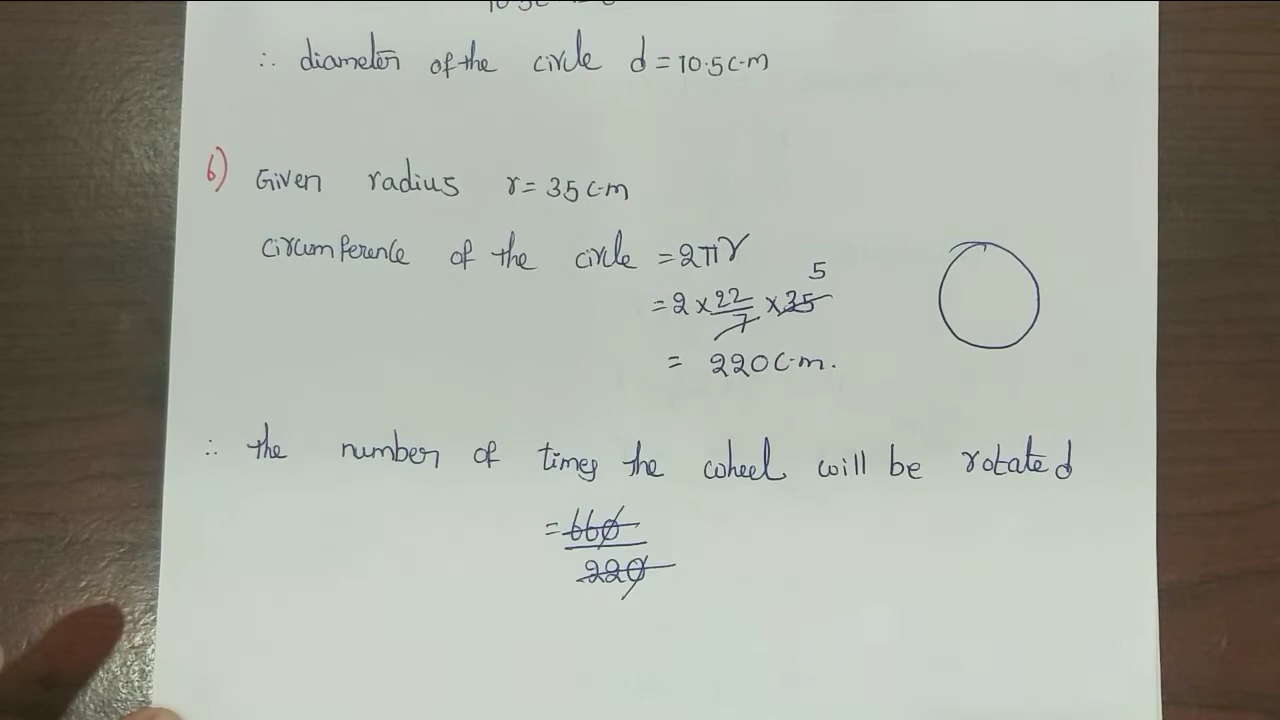 ∴ diameter of the circle d = 10.5 c.m
6) Given radius r = 35 c.m
circumference of the circle = 2πr
= 2 × 22/7 × 35 5
= 220 c.m.
∴ the number of times the wheel will be rotated
= 660
220